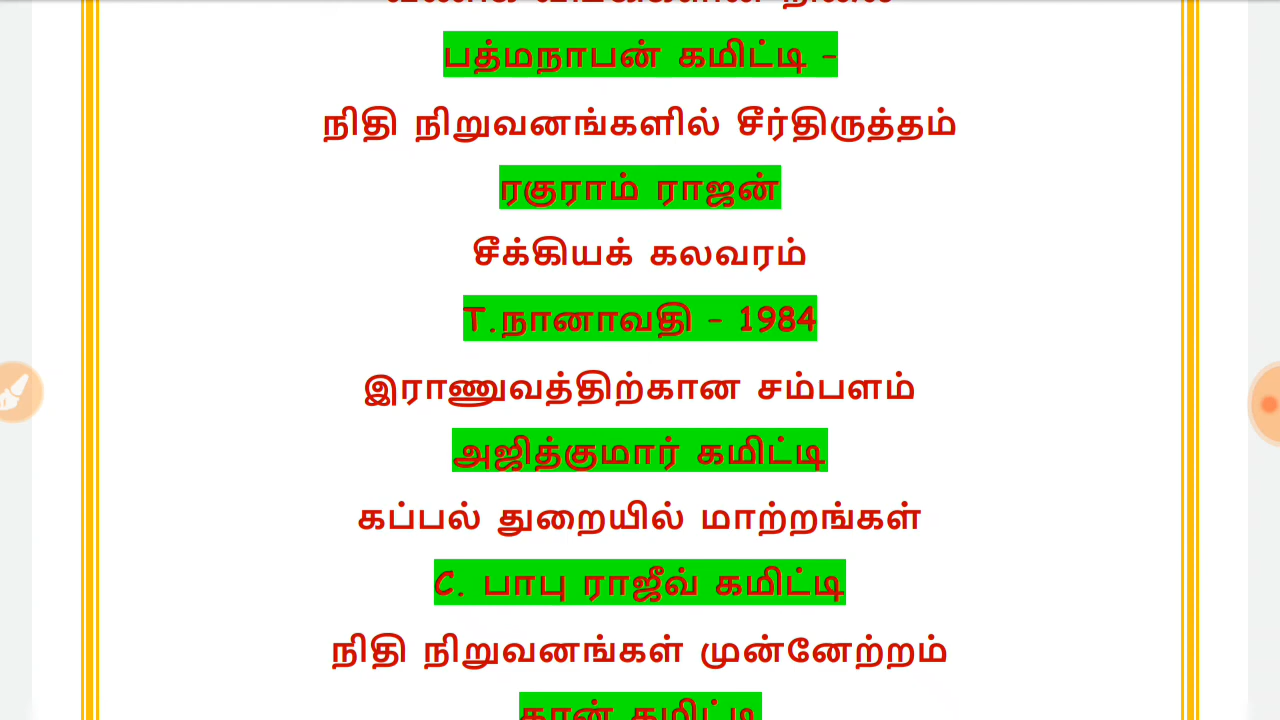 பத்மநாபன் கமிட்டி -
நிதி நிறுவனங்களில் சீர்திருத்தம்
ரகுராம் ராஜன்
சீக்கியக் கலவரம்
T.நானாவதி - 1984
இராணுவத்திற்கான சம்பளம்
அஜித்குமார் கமிட்டி
கப்பல் துறையில் மாற்றங்கள்
C. பாபு ராஜீவ் கமிட்டி
நிதி நிறுவனங்கள் முன்னேற்றம்
கமிட்டி